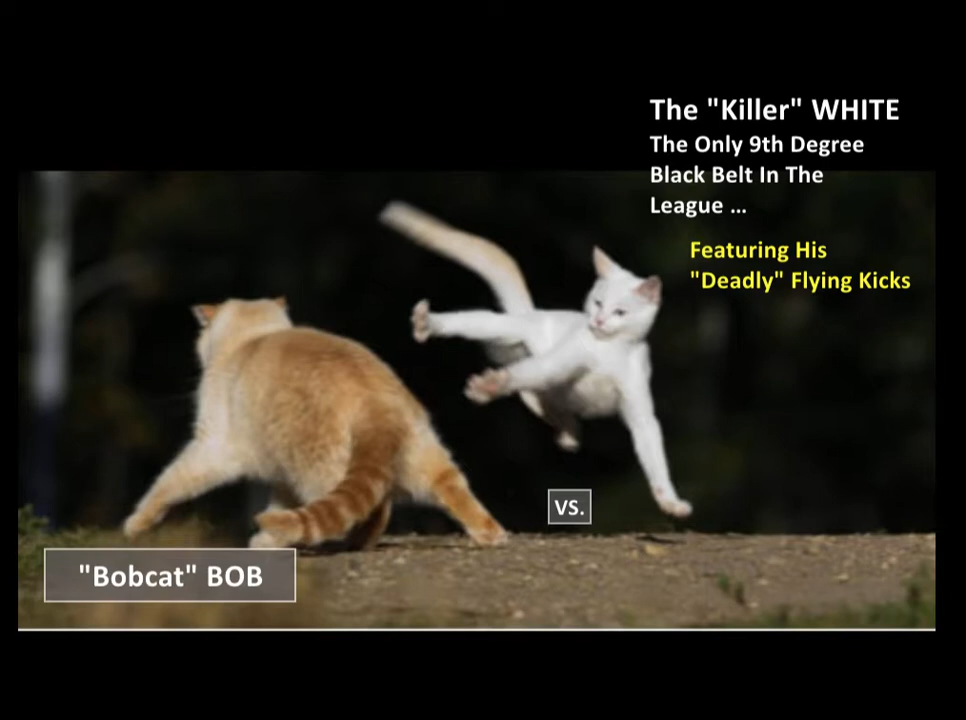 The "Killer" WHITE
The Only 9th Degree
Black Belt In The
League ...
Featuring His
"Deadly" Flying Kicks
VS.
"Bobcat" BOB